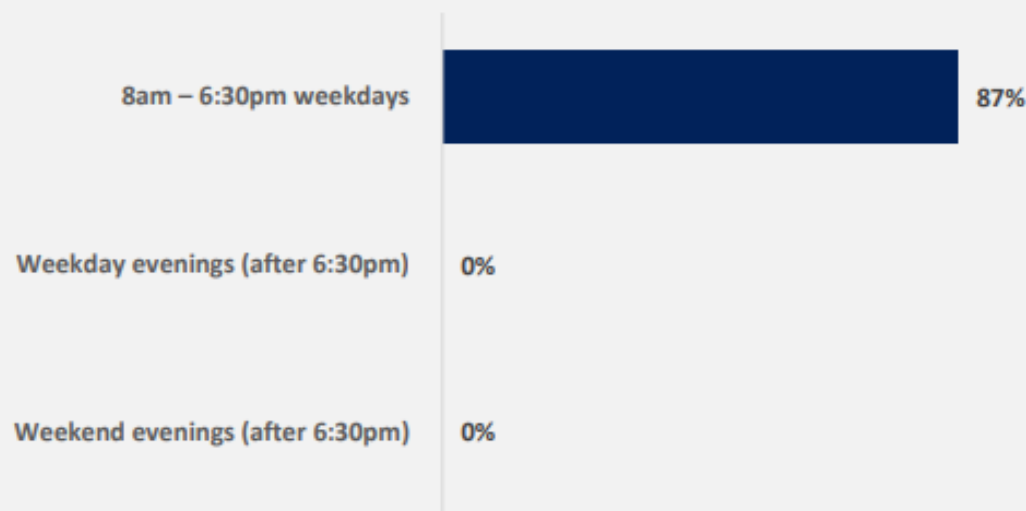 8am – 6:30pm weekdays 87%
Weekday evenings (after 6:30pm) 0%
Weekend evenings (after 6:30pm) 0%